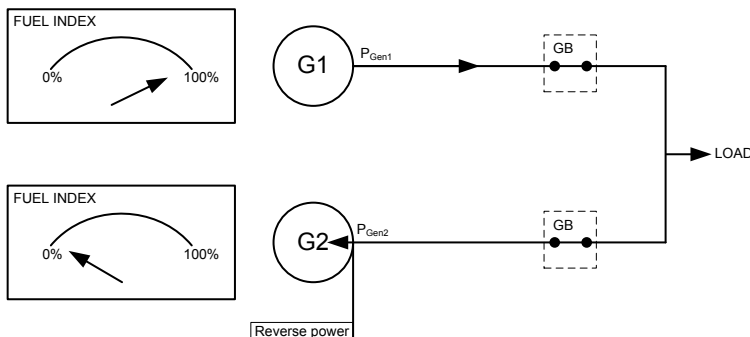 FUEL INDEX
0%
100%
G1
PGen1
GB
LOAD
FUEL INDEX
0%
100%
G2
PGen2
GB
Reverse power